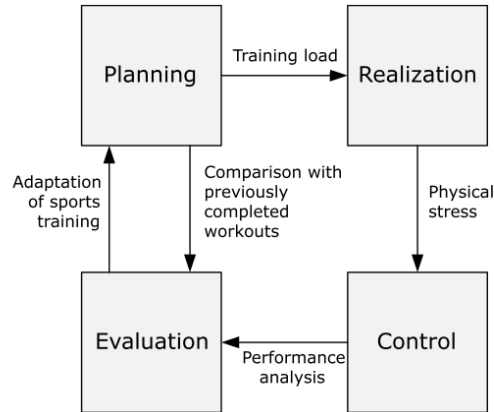 Planning
Training load
Realization
Adaptation
of sports
training
Comparison with
previously
completed
workouts
Physical
stress
Evaluation
Performance
analysis
Control